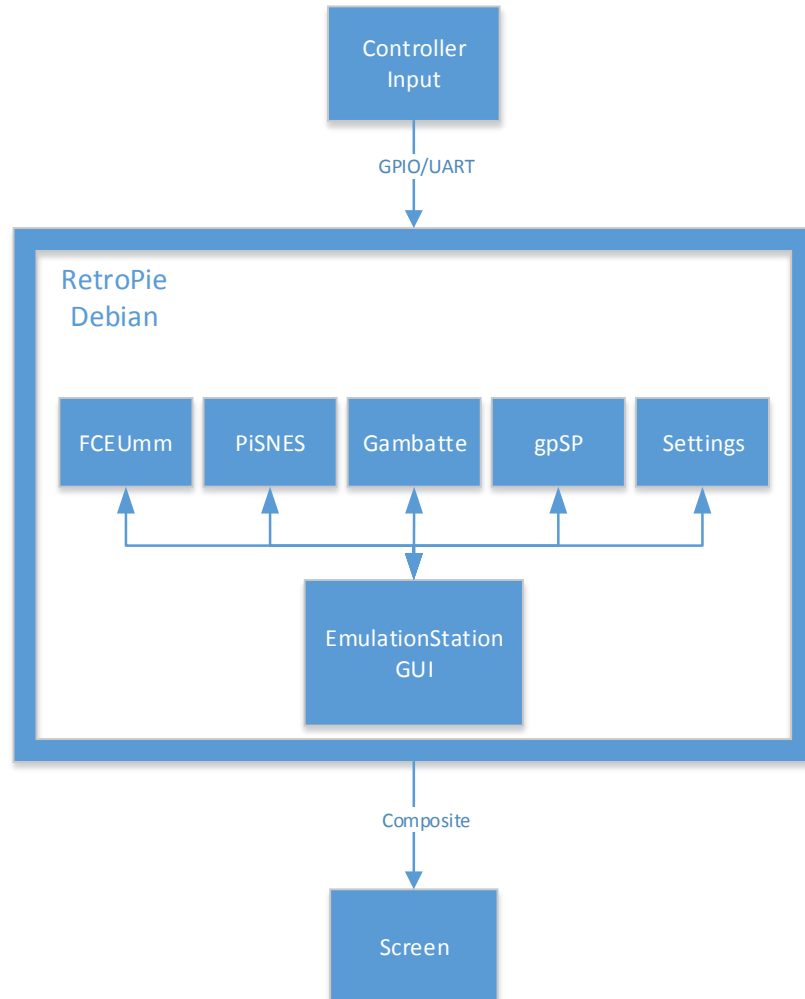 Controller
Input
GPIO/UART
RetroPie
Debian
FCEUmm
PiSNES
Gambatte
gpSP
Settings
EmulationStation
GUI
Composite
Screen